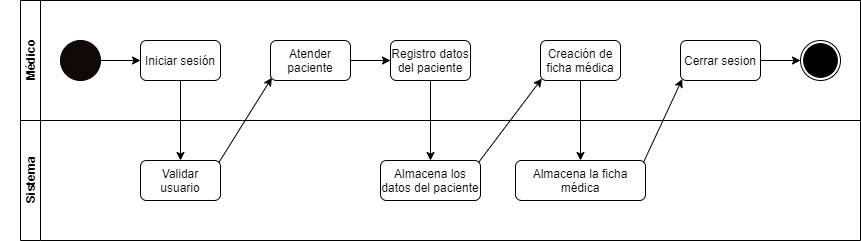 Médico
Iniciar sesión
Atender
paciente
Registro datos
del paciente
Creación de
ficha médica
Cerrar sesion
Sistema
Validar
usuario
Almacena los
datos del paciente
Almacena la ficha
médica